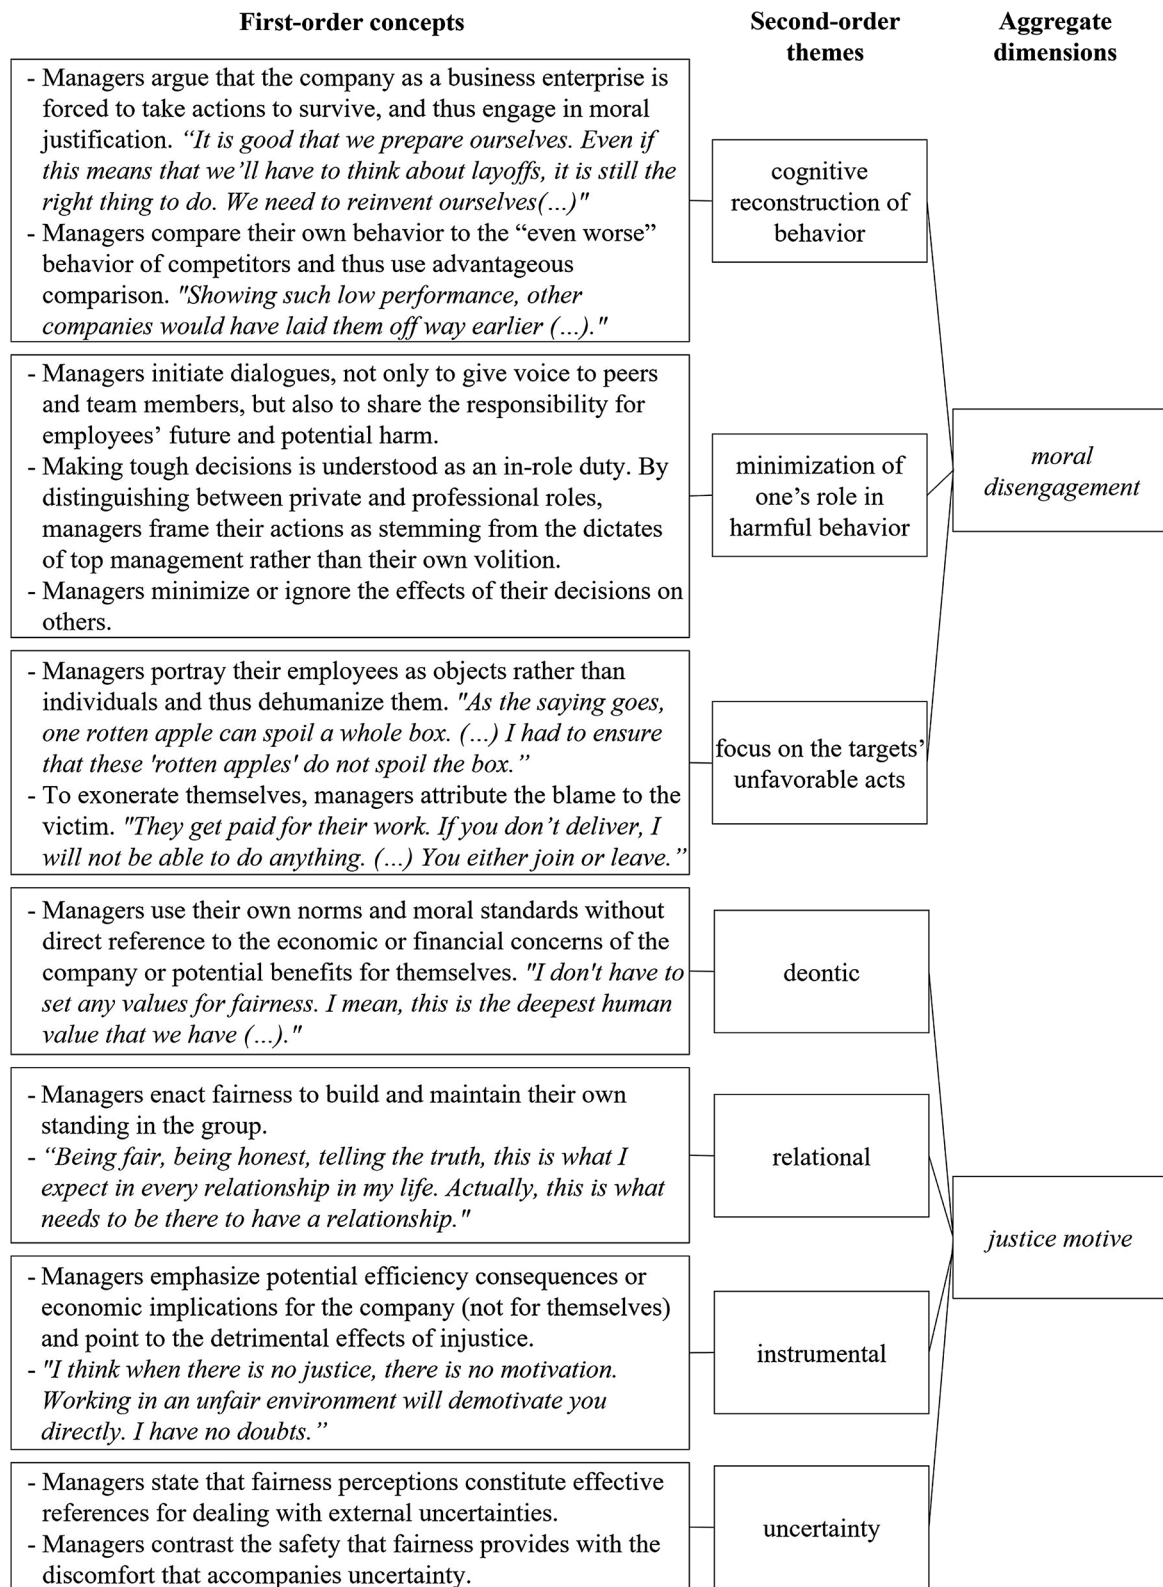 First-order concepts
Second-order
themes
Aggregate
dimensions
- Managers argue that the company as a business enterprise is
forced to take actions to survive, and thus engage in moral
justification. “It is good that we prepare ourselves. Even if
this means that we’ll have to think about layoffs, it is still the
right thing to do. We need to reinvent ourselves(…)"
- Managers compare their own behavior to the “even worse”
behavior of competitors and thus use advantageous
comparison. "Showing such low performance, other
companies would have laid them off way earlier (…)."
cognitive
reconstruction of
behavior
- Managers initiate dialogues, not only to give voice to peers
and team members, but also to share the responsibility for
employees’ future and potential harm.
- Making tough decisions is understood as an in-role duty. By
distinguishing between private and professional roles,
managers frame their actions as stemming from the dictates
of top management rather than their own volition.
- Managers minimize or ignore the effects of their decisions on
others.
minimization of
one’s role in
harmful behavior
moral
disengagement
- Managers portray their employees as objects rather than
individuals and thus dehumanize them. "As the saying goes,
one rotten apple can spoil a whole box. (…) I had to ensure
that these 'rotten apples' do not spoil the box.”
- To exonerate themselves, managers attribute the blame to the
victim. "They get paid for their work. If you don’t deliver, I
will not be able to do anything. (…) You either join or leave.”
focus on the targets’
unfavorable acts
- Managers use their own norms and moral standards without
direct reference to the economic or financial concerns of the
company or potential benefits for themselves. "I don't have to
set any values for fairness. I mean, this is the deepest human
value that we have (…)."
deontic
- Managers enact fairness to build and maintain their own
standing in the group.
- “Being fair, being honest, telling the truth, this is what I
expect in every relationship in my life. Actually, this is what
needs to be there to have a relationship."
relational
justice motive
- Managers emphasize potential efficiency consequences or
economic implications for the company (not for themselves)
and point to the detrimental effects of injustice.
- "I think when there is no justice, there is no motivation.
Working in an unfair environment will demotivate you
directly. I have no doubts.”
instrumental
- Managers state that fairness perceptions constitute effective
references for dealing with external uncertainties.
- Managers contrast the safety that fairness provides with the
discomfort that accompanies uncertainty.
uncertainty